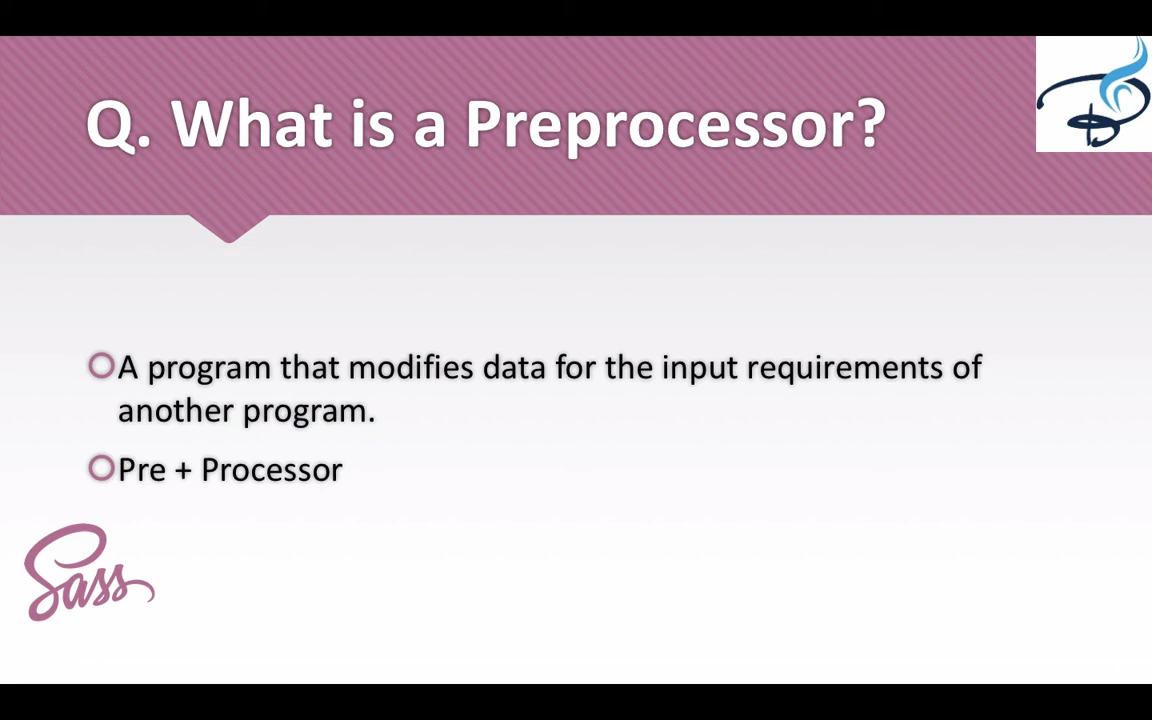 Q. What is a Preprocessor?
A program that modifies data for the input requirements of
another program.
Pre + Processor
Sass